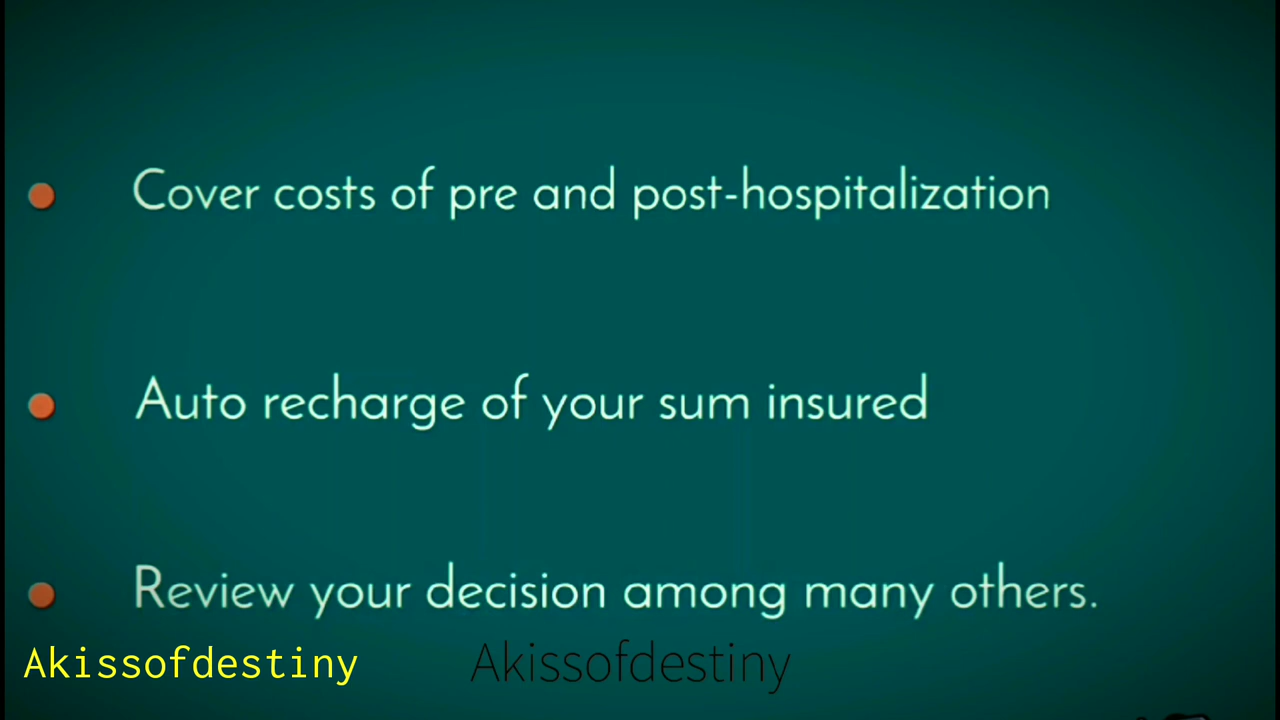 Cover costs of pre and post-hospitalization
Auto recharge of your sum insured
Review your decision among many others.
Akissofdestiny Akissofdestiny